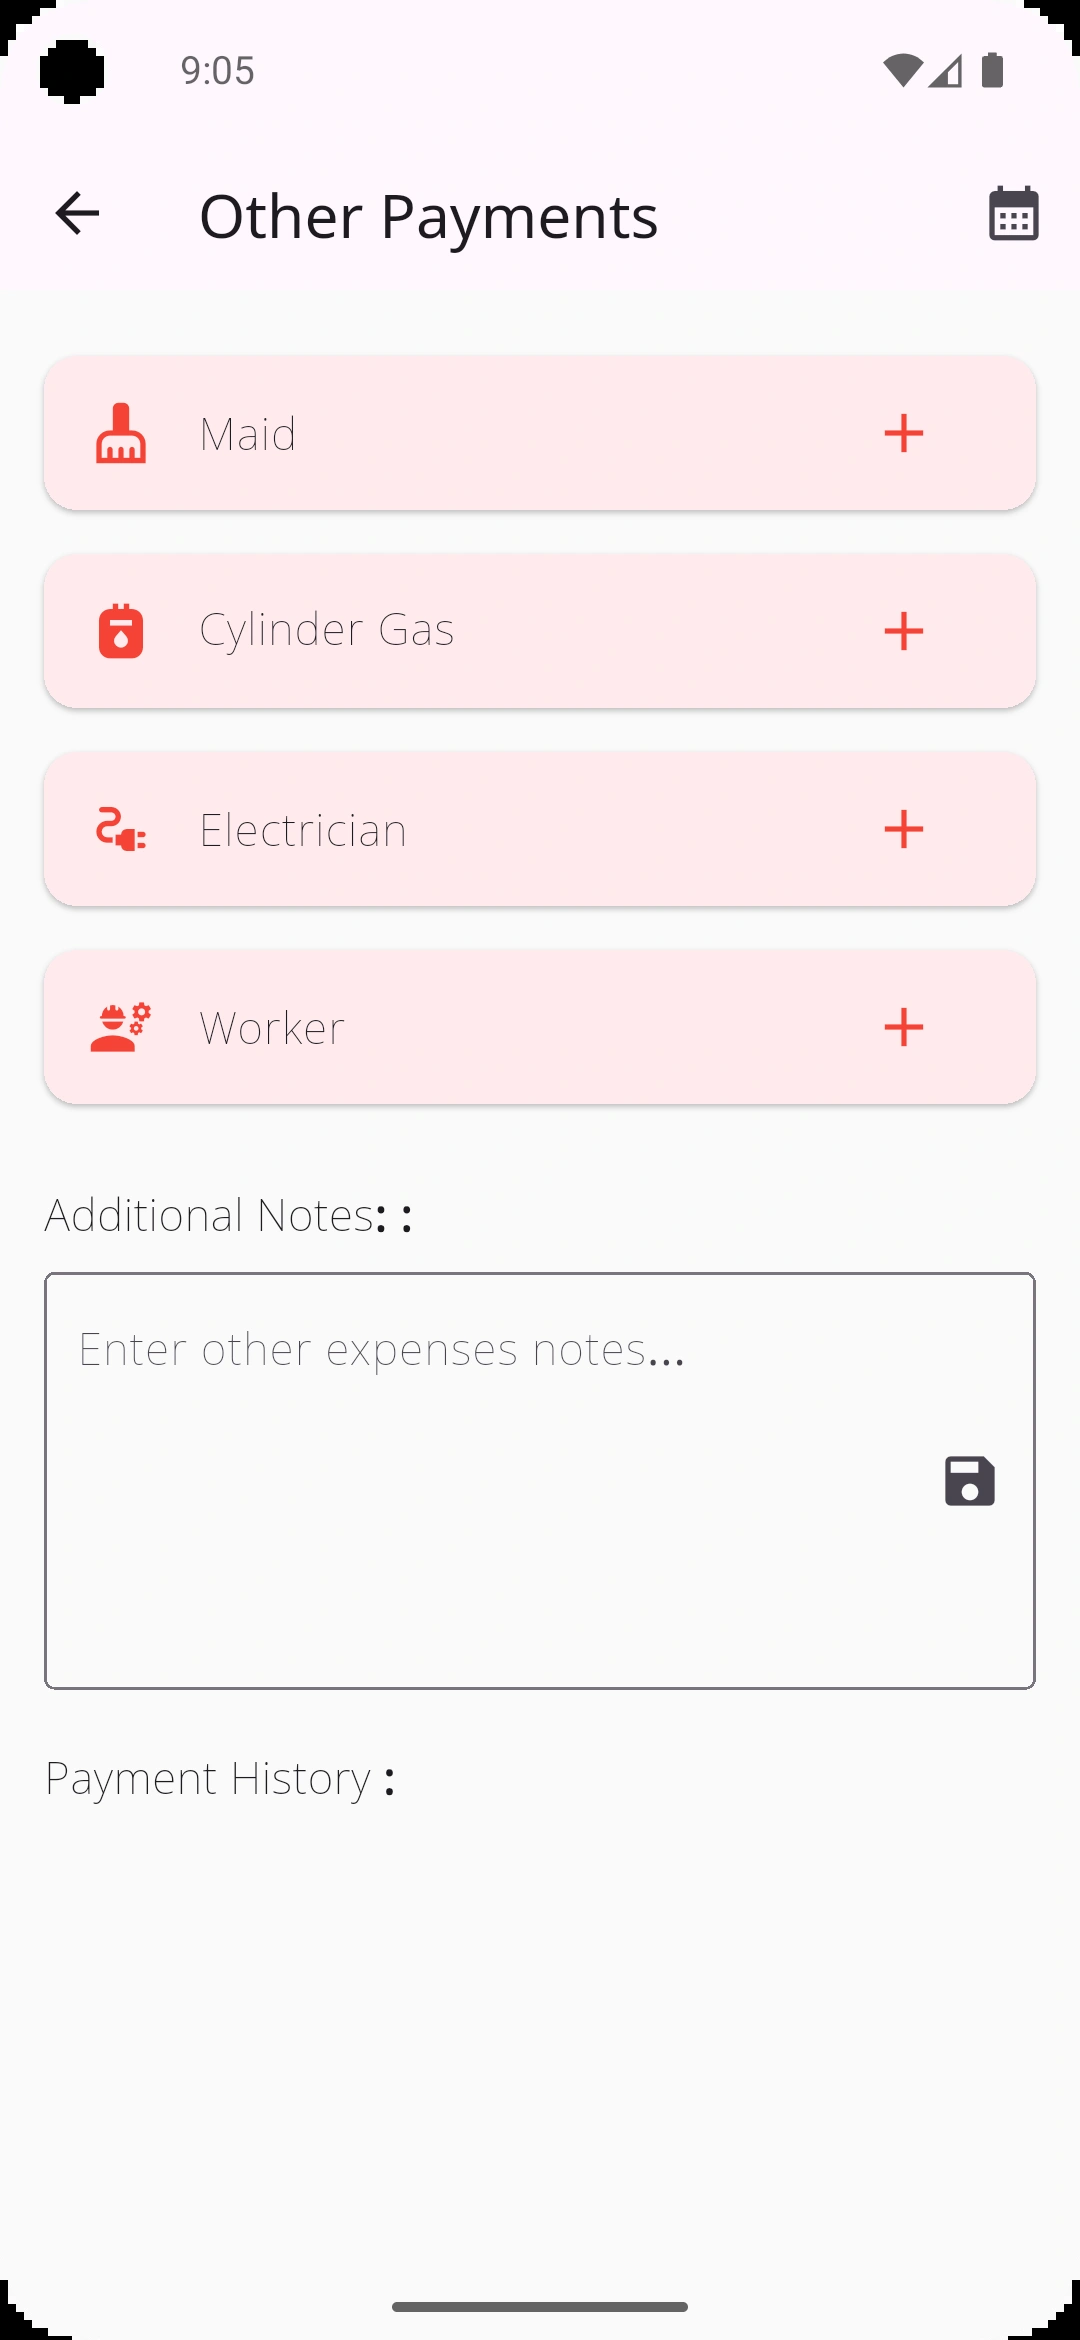 9:05
Other Payments
Maid
Cylinder Gas
Electrician
Worker
Additional Notes: :
Enter other expenses notes...
Payment History :